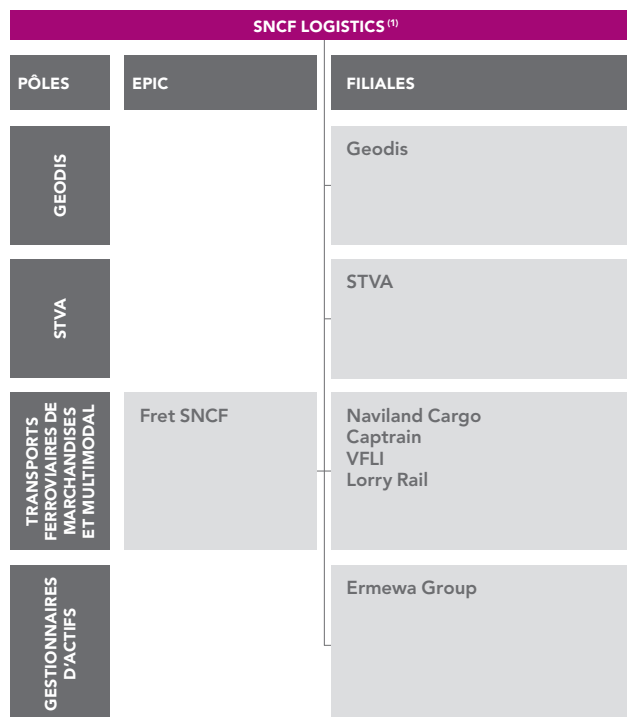 SNCF LOGISTICS (1)
PÔLES
EPIC
FILIALES
GEODIS
Geodis
STVA
STVA
TRANSPORTS
FERROVIAIRES DE
MARCHANDISES
ET MULTIMODAL
Fret SNCF
Naviland Cargo
Captrain
VFLI
Lorry Rail
GESTIONNAIRES
D’ACTIFS
Ermewa Group